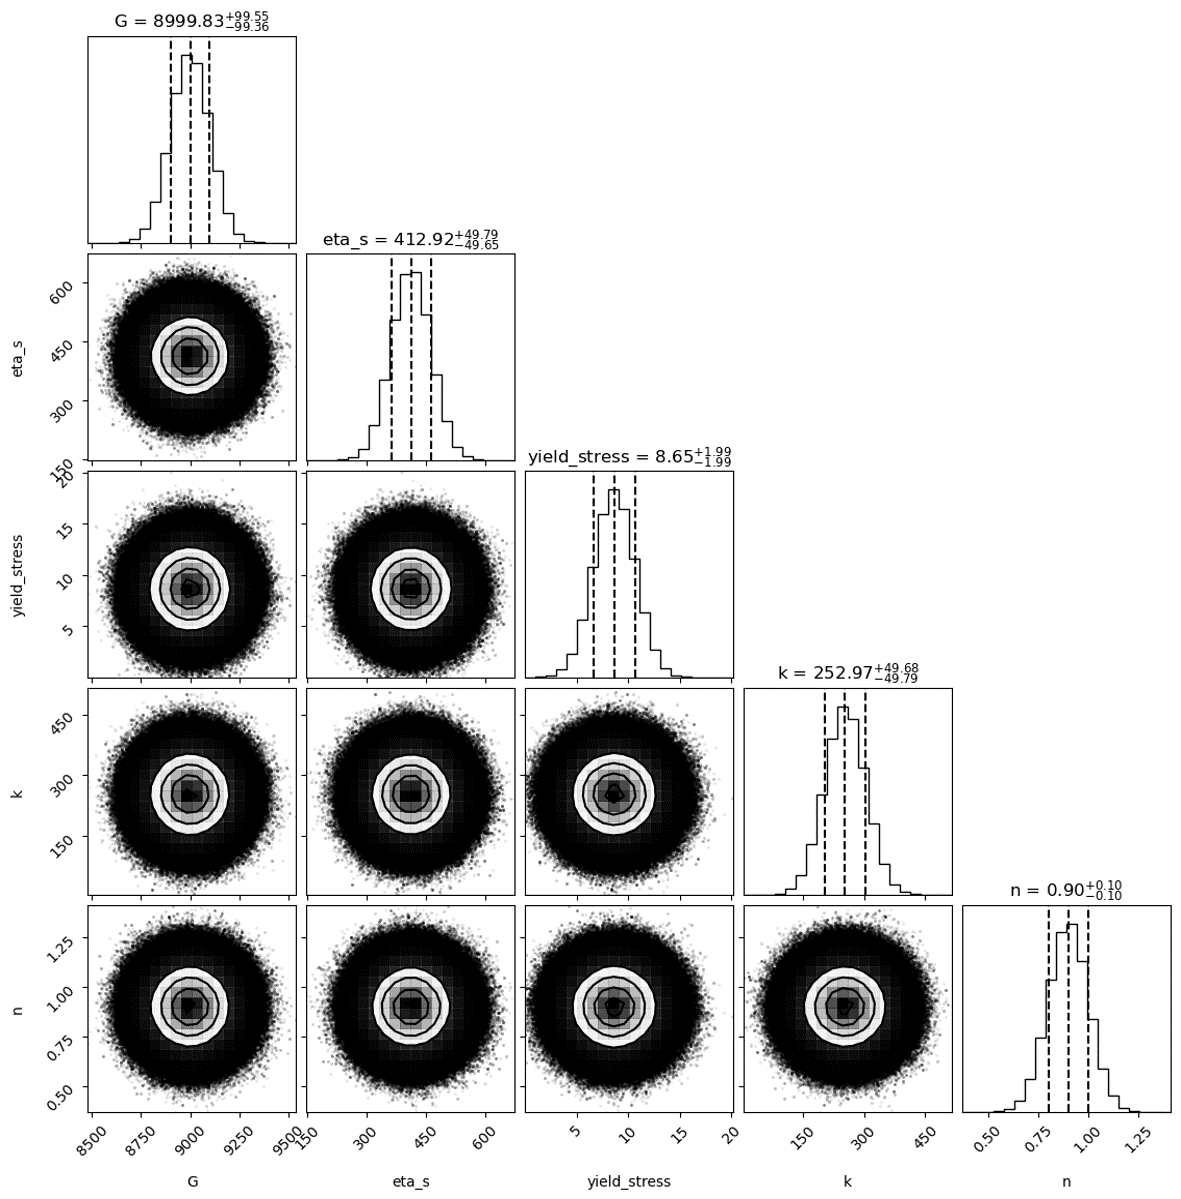 G = 8999.83+99.55−99.36
eta_s = 412.92+49.79−49.65
600
450
300
150
eta_s
yield_stress = 8.65+1.99−1.99
20
15
10
5
yield_stress
k = 252.97+49.68−49.79
450
300
150
k
n = 0.90+0.10−0.10
1.25
1.00
0.75
0.50
n
8500 8750 9000 9250 9500 150 300 450 600 5 10 15 20 150 300 450 0.50 0.75 1.00 1.25
G eta_s yield_stress k n